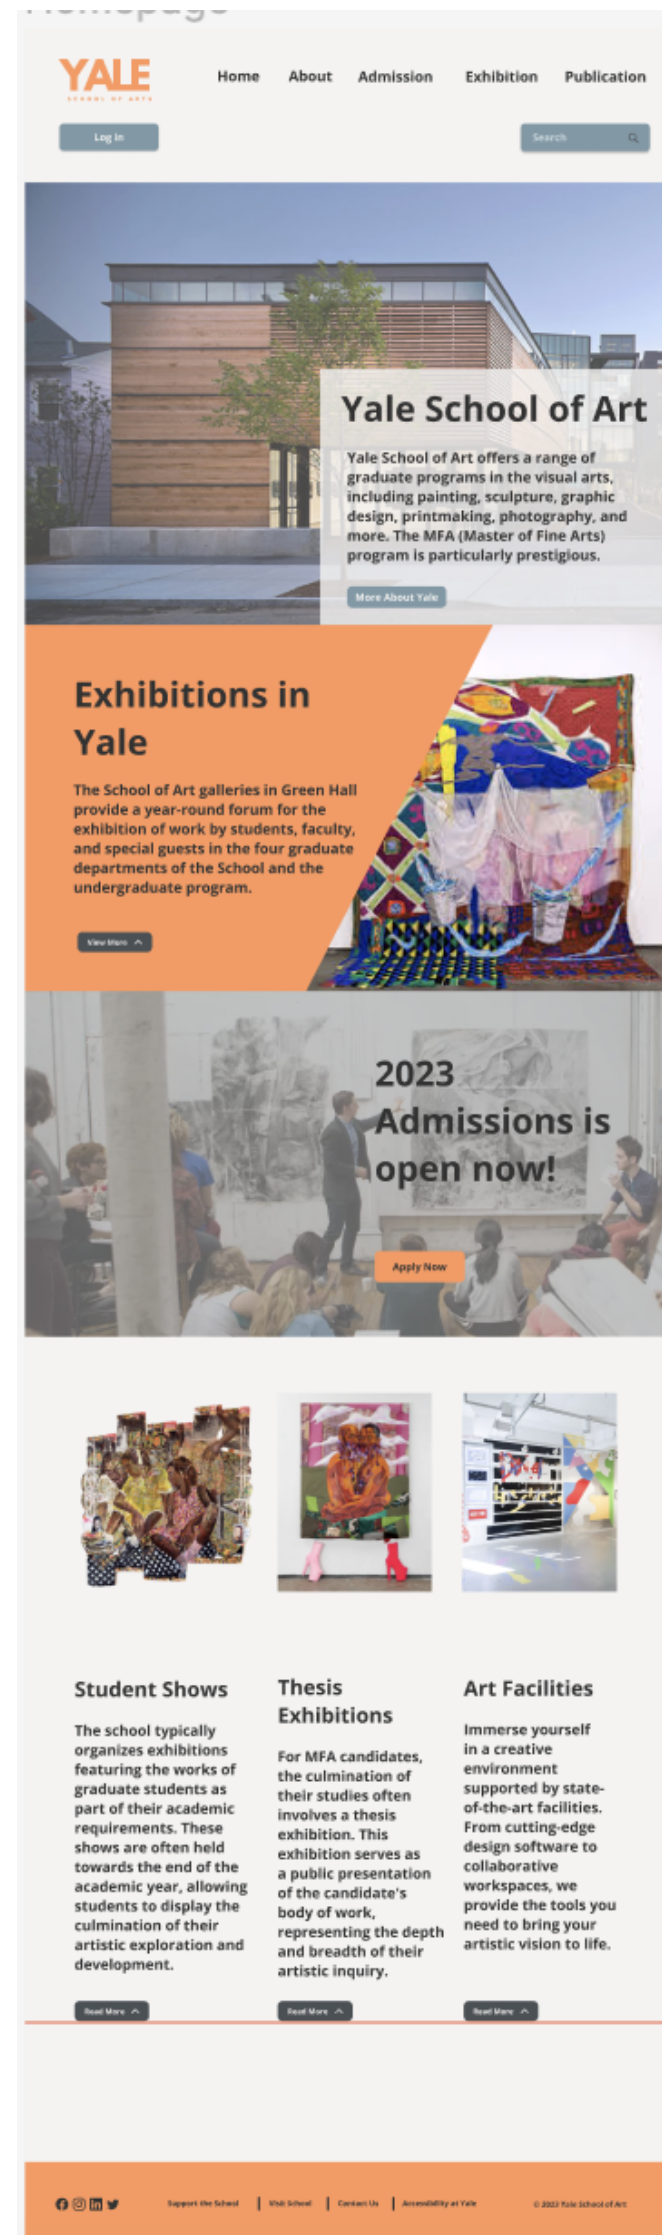 Homepage
YALE
SCHOOL OF ARTS
Home About Admission Exhibition Publication
Log in
Search
Yale School of Art
Yale School of Art offers a range of
graduate programs in the visual arts,
including painting, sculpture, graphic
design, printmaking, photography, and
more. The MFA (Master of Fine Arts)
program is particularly prestigious.
More About Yale
Exhibitions in
Yale
The School of Art galleries in Green Hall
provide a year-round forum for the
exhibition of work by students, faculty,
and special guests in the four graduate
departments of the School and the
undergraduate program.
View More
2023
Admissions is
open now!
Apply Now
Student Shows
The school typically
organizes exhibitions
featuring the works of
graduate students as
part of their academic
requirements. These
shows are often held
towards the end of the
academic year, allowing
students to display the
culmination of their
artistic exploration and
development.
Read More
Thesis
Exhibitions
For MFA candidates,
the culmination of
their studies often
involves a thesis
exhibition. This
exhibition serves as
a public presentation
of the candidate's
body of work,
representing the depth
and breadth of their
artistic inquiry.
Read More
Art Facilities
Immerse yourself
in a creative
environment
supported by state-
of-the-art facilities.
From cutting-edge
design software to
collaborative
workspaces, we
provide the tools you
need to bring your
artistic vision to life.
Read More
Support the School | Visit School | Contact Us | Accessibility at Yale
© 2023 Yale School of Art